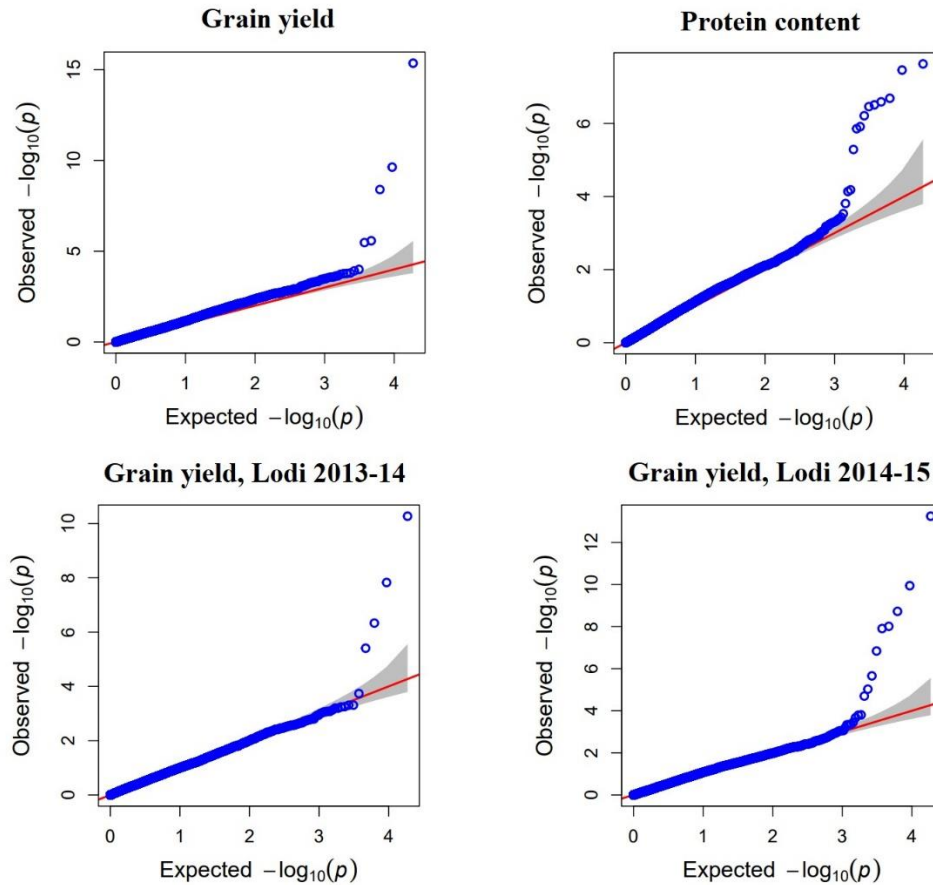 Grain yield
Observed −log₁₀(p)
15
10
5
0
0 1 2 3 4
Expected −log₁₀(p)
Protein content
Observed −log₁₀(p)
6
4
2
0
0 1 2 3 4
Expected −log₁₀(p)
Grain yield, Lodi 2013-14
Observed −log₁₀(p)
10
8
6
4
2
0
0 1 2 3 4
Expected −log₁₀(p)
Grain yield, Lodi 2014-15
Observed −log₁₀(p)
12
10
8
6
4
2
0
0 1 2 3 4
Expected −log₁₀(p)